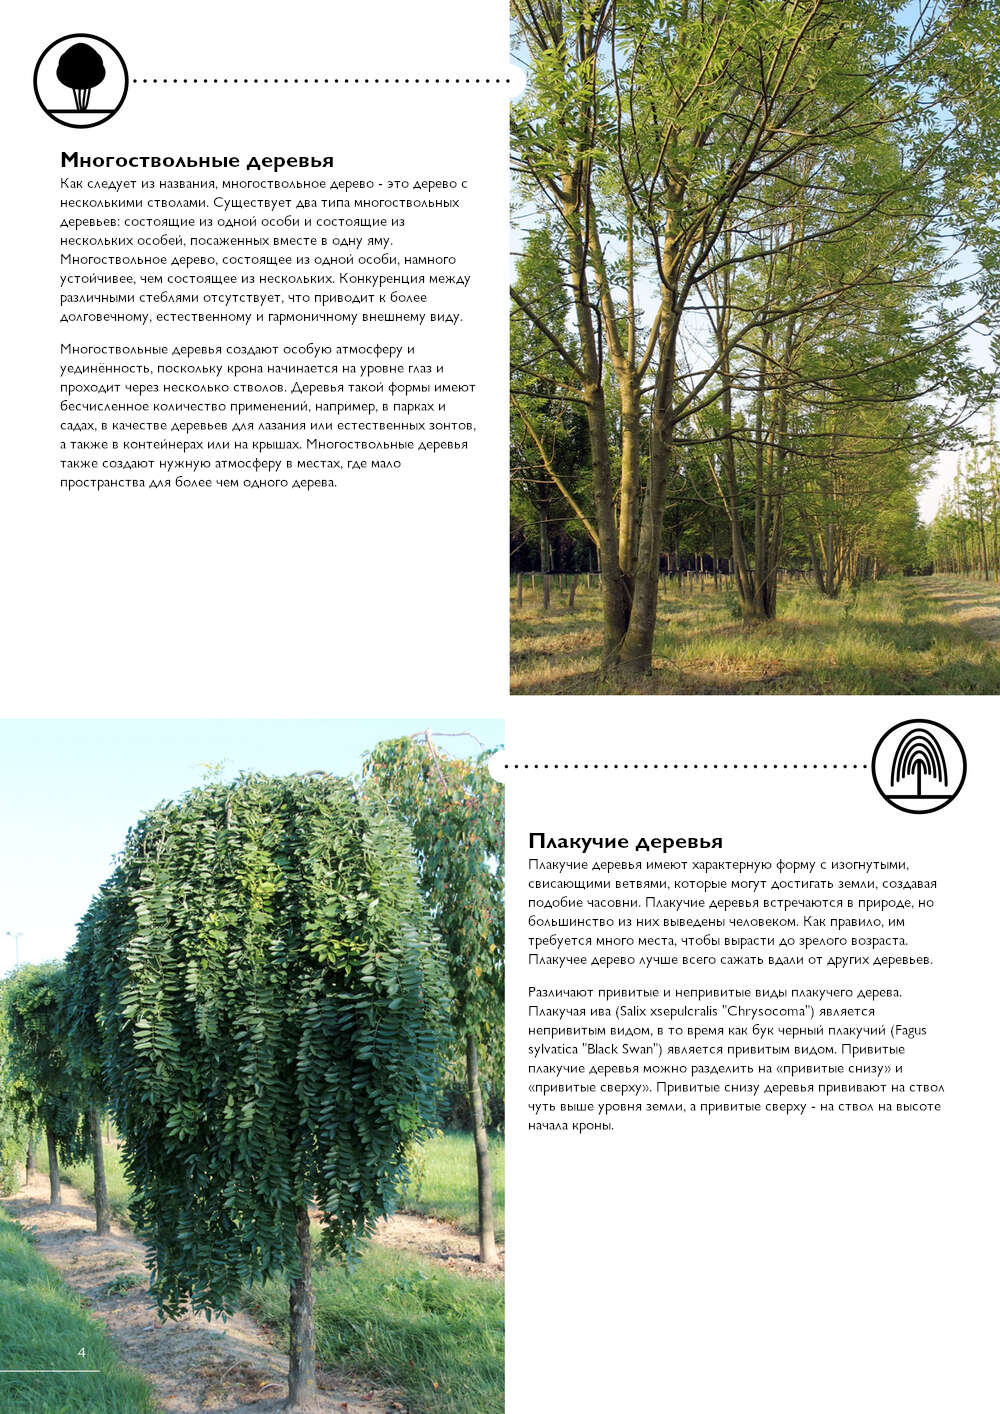 Многоствольные деревья
Как следует из названия, многоствольное дерево - это дерево с
несколькими стволами. Существует два типа многоствольных
деревьев: состоящие из одной особи и состоящие из
нескольких особей, посаженных вместе в одну яму.
Многоствольное дерево, состоящее из одной особи, намного
устойчивее, чем состоящее из нескольких. Конкуренция между
различными стеблями отсутствует, что приводит к более
долговечному, естественному и гармоничному внешнему виду.
Многоствольные деревья создают особую атмосферу и
уединённость, поскольку крона начинается на уровне глаз и
проходит через несколько стволов. Деревья такой формы имеют
бесчисленное количество применений, например, в парках и
садах, в качестве деревьев для лазания или естественных зонтов,
а также в контейнерах или на крышах. Многоствольные деревья
также создают нужную атмосферу в местах, где мало
пространства для более чем одного дерева.
Плакучие деревья
Плакучие деревья имеют характерную форму с изогнутыми,
свисающими ветвями, которые могут достигать земли, создавая
подобие часовни. Плакучие деревья встречаются в природе, но
большинство из них выведены человеком. Как правило, им
требуется много места, чтобы вырасти до зрелого возраста.
Плакучее дерево лучше всего сажать вдали от других деревьев.
Различают привитые и непривитые виды плакучего дерева.
Плакучая ива (Salix xsepulcralis "Chrysocoma") является
непривитым видом, в то время как бук черный плакучий (Fagus
sylvatica "Black Swan") является привитым видом. Привитые
плакучие деревья можно разделить на «привитые снизу» и
«привитые сверху». Привитые снизу деревья прививают на ствол
чуть выше уровня земли, а привитые сверху - на ствол на высоте
начала кроны.
4